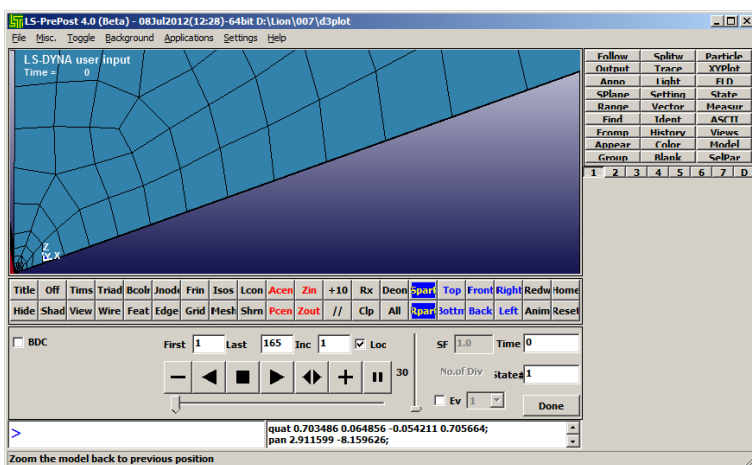 LS-PrePost 4.0 (Beta) - 08Jul2012(12:28)-64bit D:\Lion\007\d3plot
File Misc. Toggle Background Applications Settings Help
LS-DYNA user input
Time = 0
Z
Y X
Follow Splitw Particle
Output Trace XYPlot
Anno Light FLD
SPlane Setting State
Range Vector Measur
Find Ident ASCII
Fcomp History Views
Appear Color Model
Group Blank SelPar
1 2 3 4 5 6 7 D
Title Off Tims Triad Bcolr Jnode Frin Isos Lcon Acen Zin +10 Rx Deon Spart Top Front Right Redw Home
Hide Shad View Wire Feat Edge Grid Mesh Shrn Pcen Zout // Clp All Rpart Bottm Back Left Anim Reset
BDC First 1 Last 165 Inc 1 Loc SF 1.0 Time 0
30 No.of Div State# 1
Ev 1 Done
>
quat 0.703486 0.064856 -0.054211 0.705664;
pan 2.911599 -8.159626;
Zoom the model back to previous position